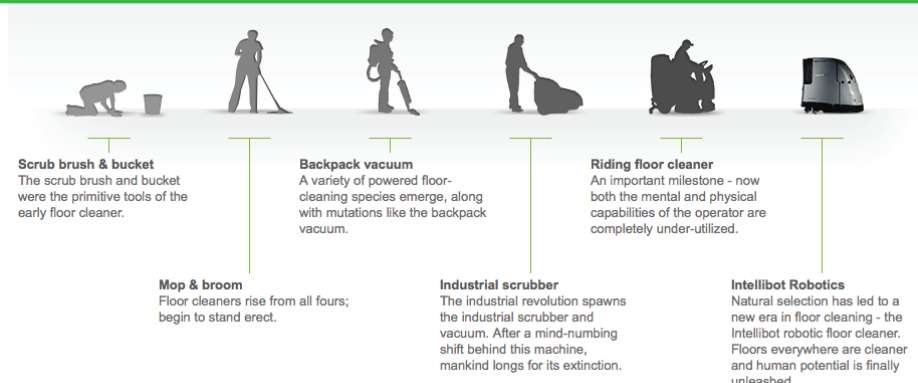 Scrub brush & bucket
The scrub brush and bucket
were the primitive tools of the
early floor cleaner.
Mop & broom
Floor cleaners rise from all fours;
begin to stand erect.
Backpack vacuum
A variety of powered floor-
cleaning species emerge, along
with mutations like the backpack
vacuum.
Industrial scrubber
The industrial revolution spawns
the industrial scrubber and
vacuum. After a mind-numbing
shift behind this machine,
mankind longs for its extinction.
Riding floor cleaner
An important milestone - now
both the mental and physical
capabilities of the operator are
completely under-utilized.
Intellibot Robotics
Natural selection has led to a
new era in floor cleaning - the
Intellibot robotic floor cleaner.
Floors everywhere are cleaner
and human potential is finally
unleashed